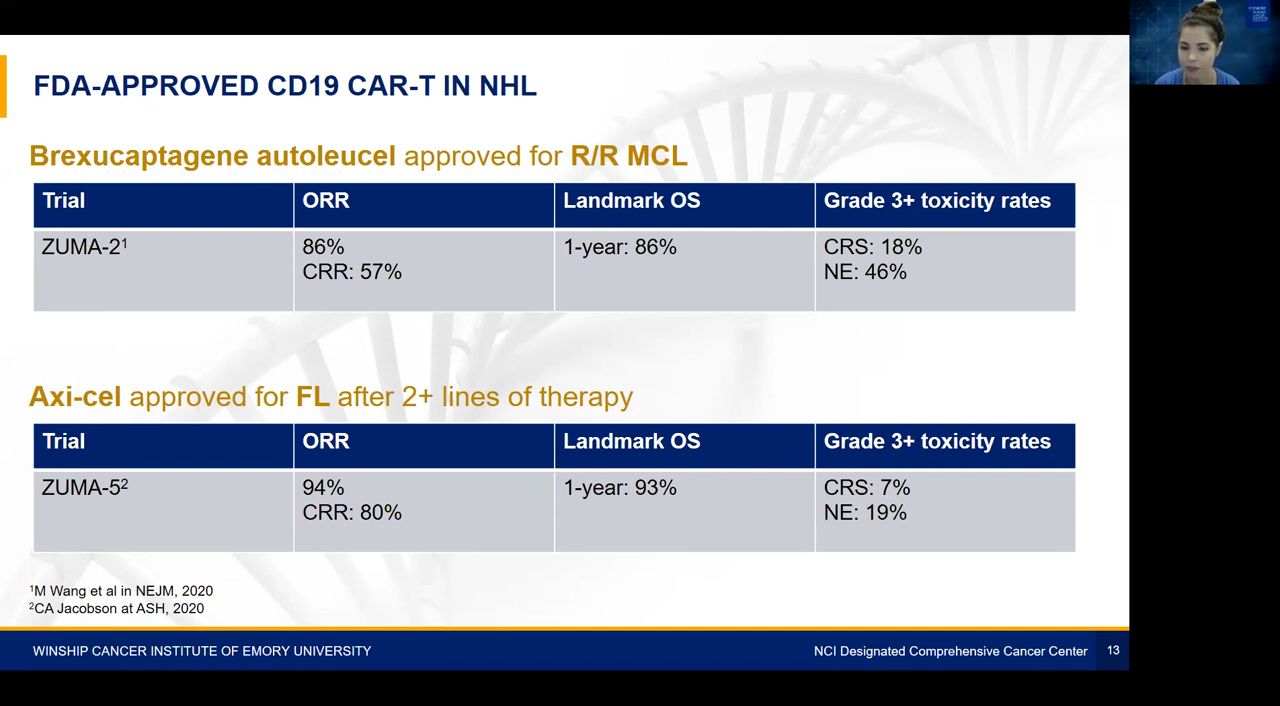 FDA-APPROVED CD19 CAR-T IN NHL
Brexucaptagene autoleucel approved for R/R MCL
Trial ORR Landmark OS Grade 3+ toxicity rates
ZUMA-2¹ 86% 1-year: 86% CRS: 18%
CRR: 57% NE: 46%
Axi-cel approved for FL after 2+ lines of therapy
Trial ORR Landmark OS Grade 3+ toxicity rates
ZUMA-5² 94% 1-year: 93% CRS: 7%
CRR: 80% NE: 19%
¹M Wang et al in NEJM, 2020
²CA Jacobson at ASH, 2020
WINSHIP CANCER INSTITUTE OF EMORY UNIVERSITY NCI Designated Comprehensive Cancer Center 13